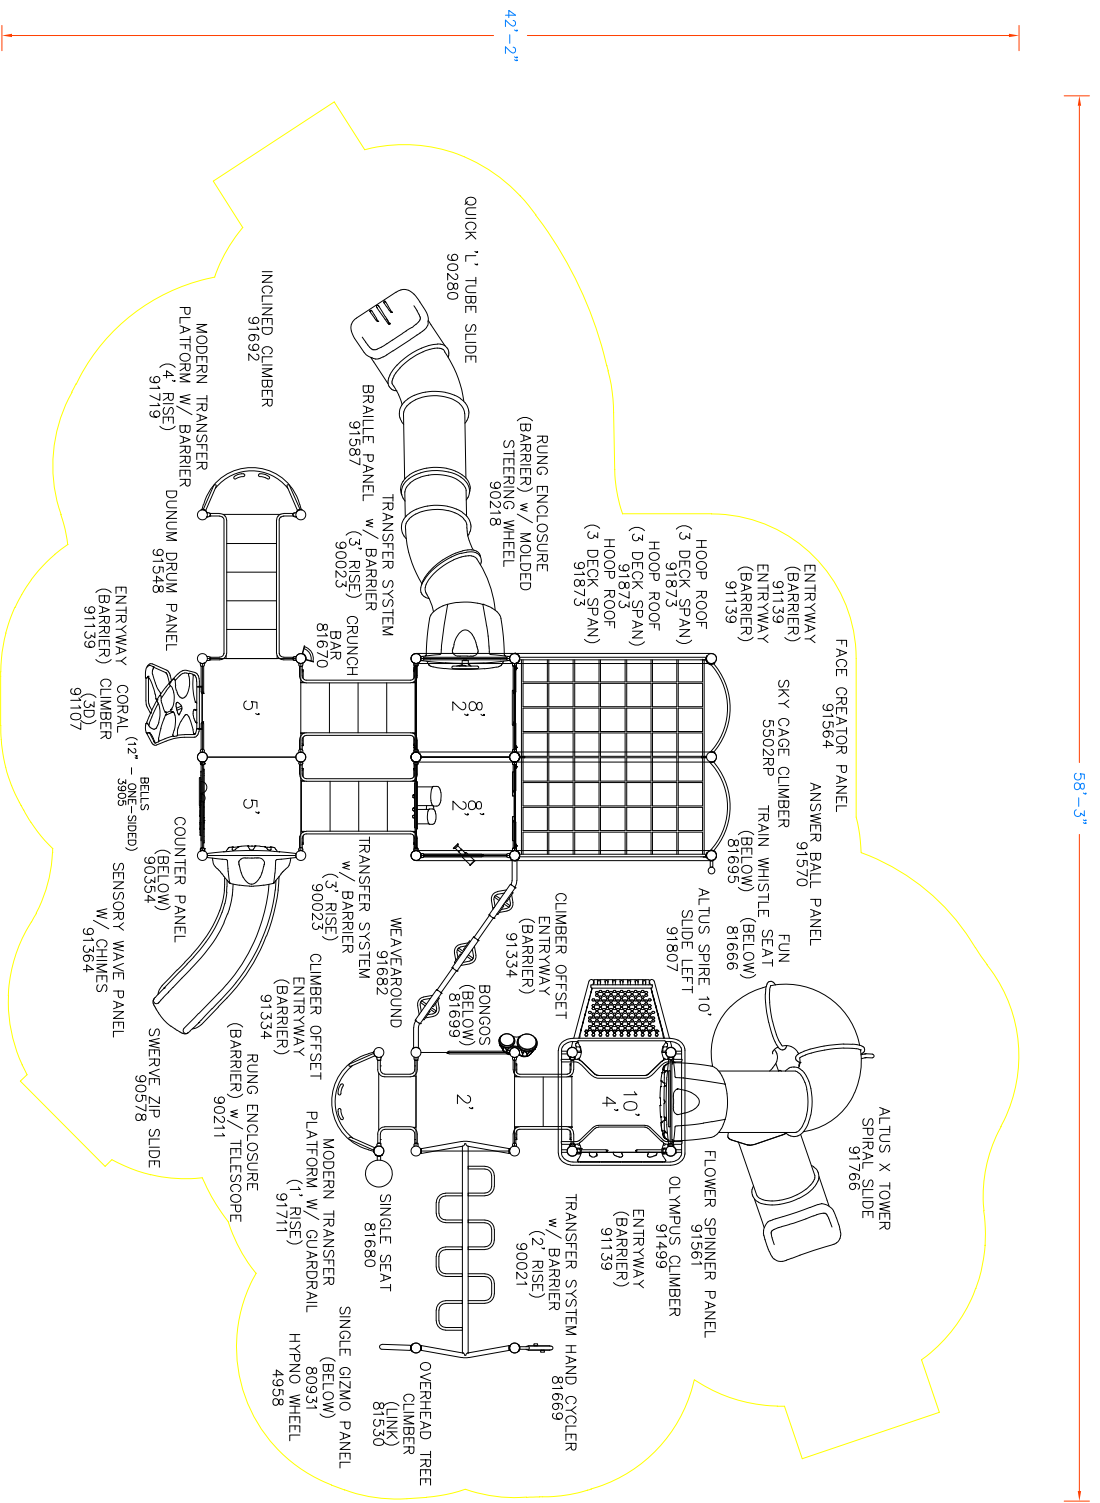 42'-2"
58'-3"
QUICK 'L' TUBE SLIDE
90280
INCLINED CLIMBER
91692
MODERN TRANSFER
PLATFORM W/ BARRIER
(4' RISE)
91719
BRAILLE PANEL
91587
TRANSFER SYSTEM
w/ BARRIER
(3' RISE)
90023
RUNG ENCLOSURE
(BARRIER) w/ MOLDED
STEERING WHEEL
90218
HOOP ROOF
(3 DECK SPAN)
91873
HOOP ROOF
(3 DECK SPAN)
91873
HOOP ROOF
(3 DECK SPAN)
91873
ENTRYWAY
(BARRIER)
91139
ENTRYWAY
(BARRIER)
91139
FACE CREATOR PANEL
91564
SKY CAGE CLIMBER
5502RP
ANSWER BALL PANEL
91570
TRAIN WHISTLE
(BELOW)
81695
FUN
SEAT
(BELOW)
81666
DUNUM DRUM PANEL
91548
CRUNCH
BAR
81670
ENTRYWAY
(BARRIER)
91139
CORAL
CLIMBER
(3D)
91107
BELLS
(12" - ONE-SIDED)
3905
COUNTER PANEL
(BELOW)
90354
SENSORY WAVE PANEL
W/ CHIMES
91364
5'
5'
8'
2'
8'
2'
TRANSFER SYSTEM
w/ BARRIER
(3' RISE)
90023
WEAVEAROUND
91682
CLIMBER OFFSET
ENTRYWAY
(BARRIER)
91334
ALTUS SPIRE 10'
SLIDE LEFT
91807
BONGOS
(BELOW)
81699
CLIMBER OFFSET
ENTRYWAY
(BARRIER)
91334
SWERVE ZIP SLIDE
90578
RUNG ENCLOSURE
(BARRIER) w/ TELESCOPE
90211
2'
10'
4'
ALTUS X TOWER
SPIRAL SLIDE
91766
MODERN TRANSFER
PLATFORM W/ GUARDRAIL
(1' RISE)
91711
SINGLE SEAT
81680
FLOWER SPINNER PANEL
91561
OLYMPUS CLIMBER
91499
ENTRYWAY
(BARRIER)
91139
TRANSFER SYSTEM
w/ BARRIER
(2' RISE)
90021
HAND CYCLER
81669
SINGLE GIZMO PANEL
(BELOW)
80931
HYPNO WHEEL
4958
OVERHEAD TREE
CLIMBER
(LINK)
81530